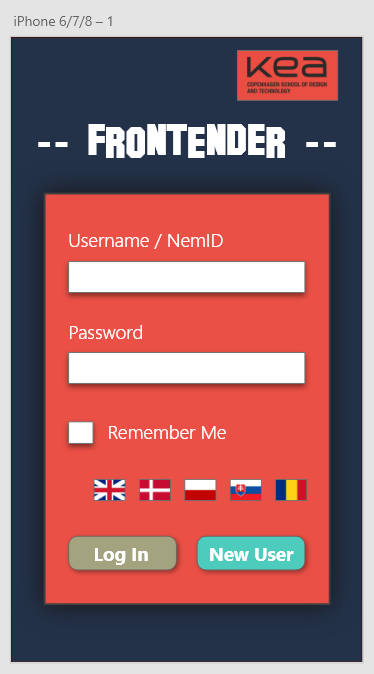 iPhone 6/7/8 – 1
kea
COPENHAGEN SCHOOL OF DESIGN
AND TECHNOLOGY
-- FRONTENDER --
Username / NemID
Password
Remember Me
Log In
New User